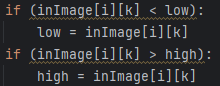 if (inImage[i][k] < low):
    low = inImage[i][k]
if (inImage[i][k] > high):
    high = inImage[i][k]